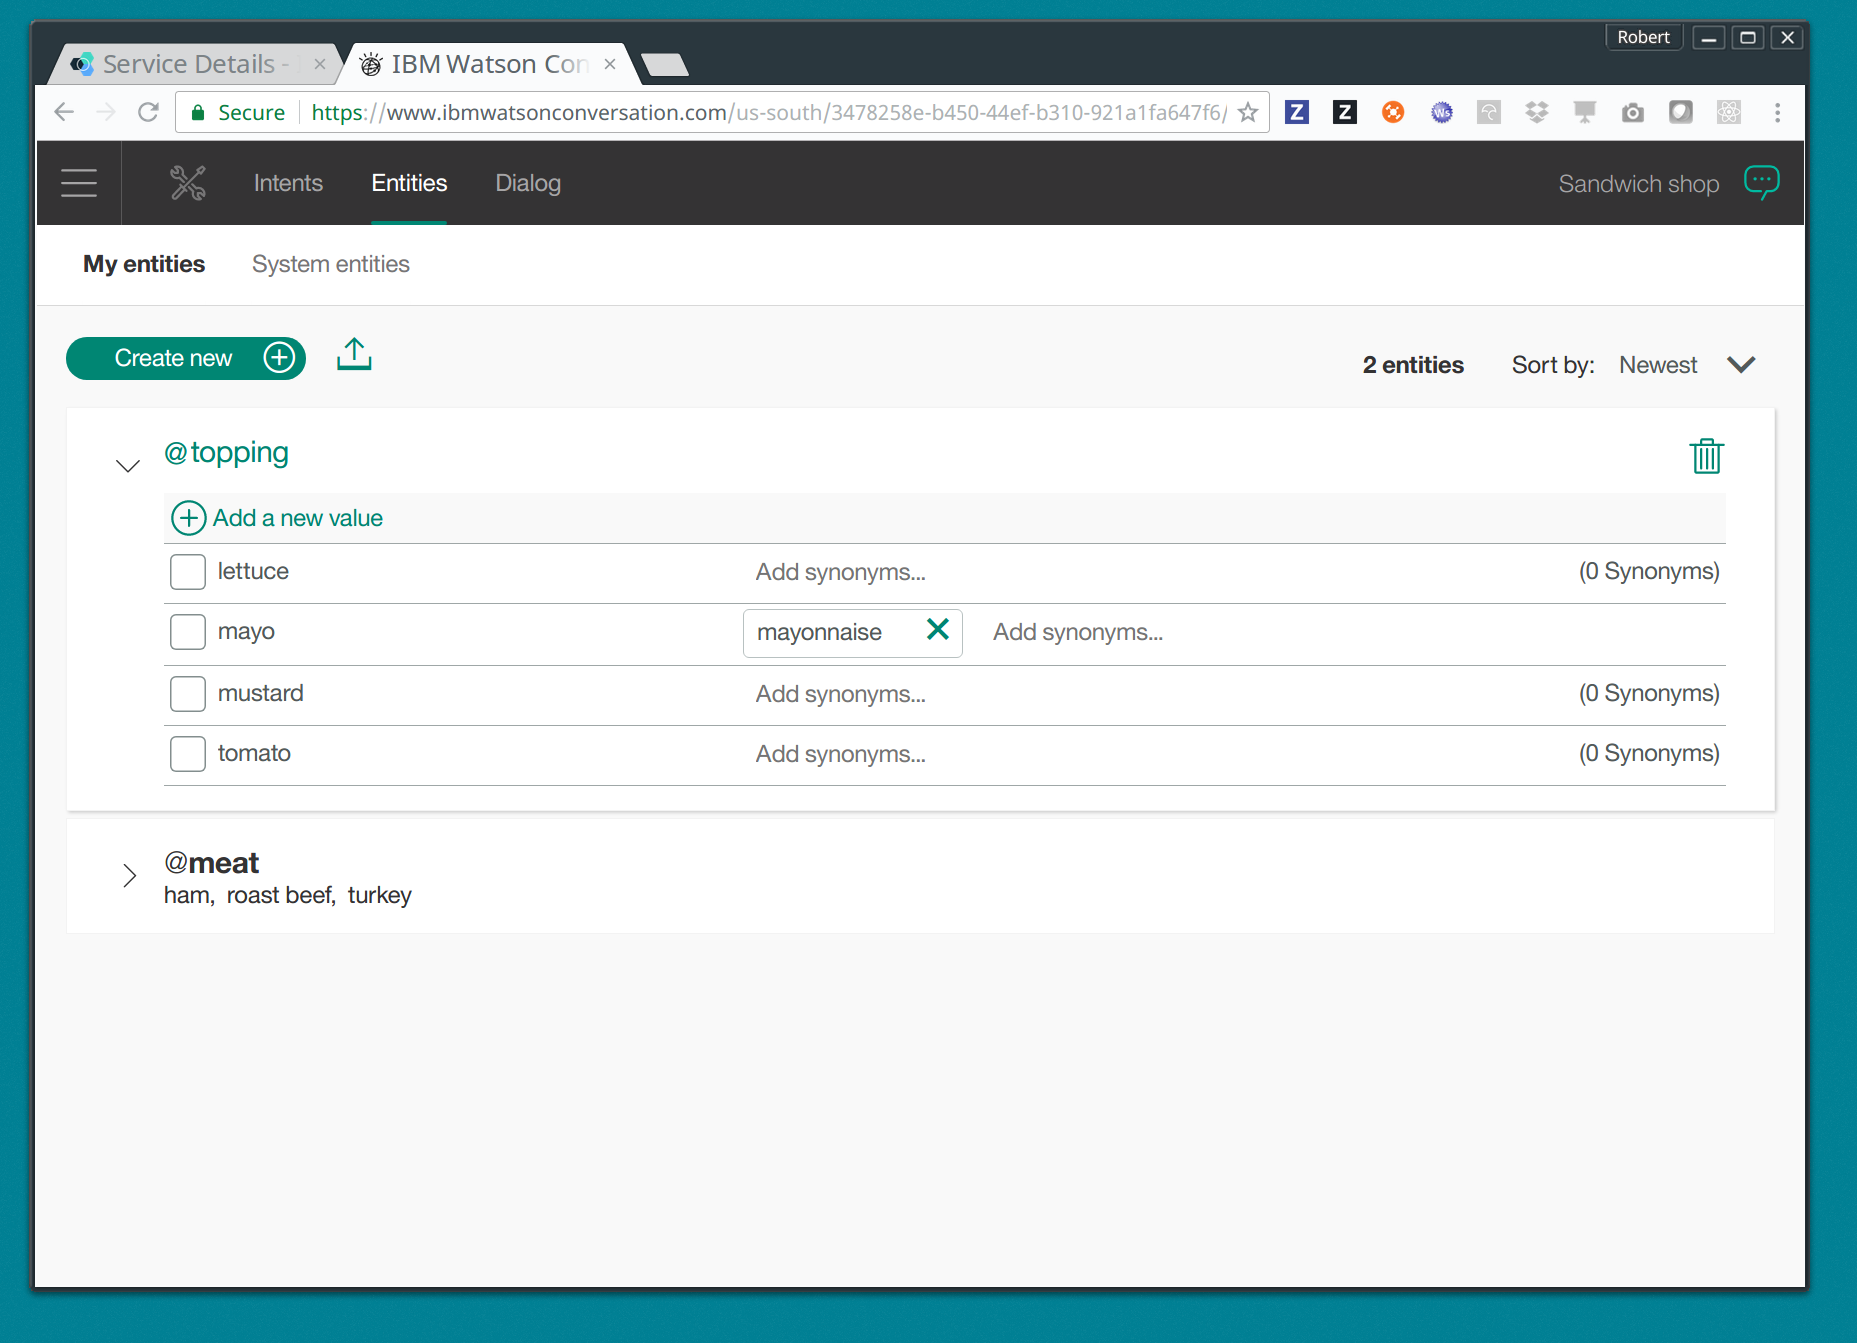 Robert
Service Details -
IBM Watson Con
Secure https://www.ibmwatsonconversation.com/us-south/3478258e-b450-44ef-b310-921a1fa647f6/
Intents Entities Dialog Sandwich shop
My entities System entities
Create new 2 entities Sort by: Newest
@topping
Add a new value
lettuce Add synonyms... (0 Synonyms)
mayo mayonnaise Add synonyms...
mustard Add synonyms... (0 Synonyms)
tomato Add synonyms... (0 Synonyms)
@meat
ham, roast beef, turkey